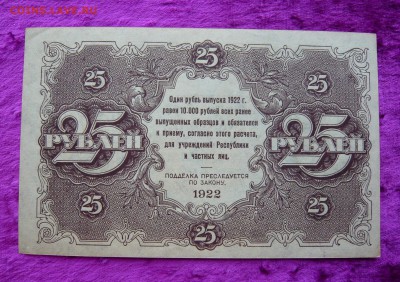 25
25
25
Один рубль выпуска 1922 г.
равен 10.000 рублей всех ранее
выпущенных образцов и обязателен
к приему, согласно этого расчета,
для учреждений Республики
и частных лиц.
25 РУБЛЕЙ
25 РУБЛЕЙ
ПОДДЕЛКА ПРЕСЛЕДУЕТСЯ
ПО ЗАКОНУ.
1922
25
25
25